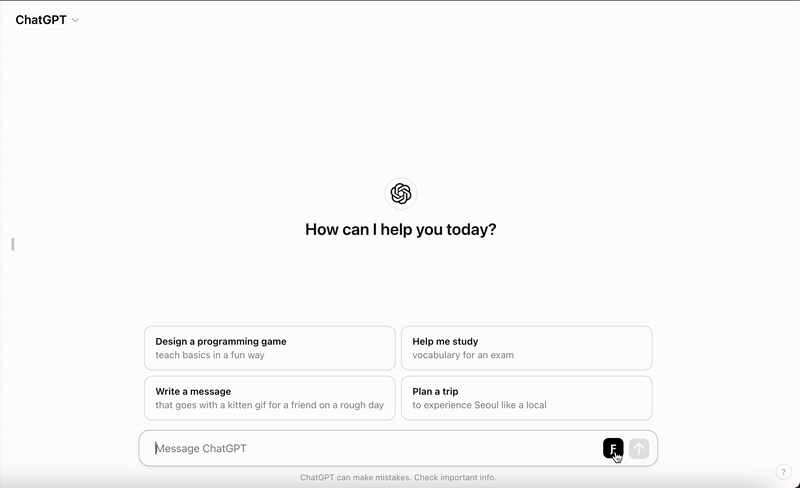 ChatGPT
How can I help you today?
Design a programming game
teach basics in a fun way
Help me study
vocabulary for an exam
Write a message
that goes with a kitten gif for a friend on a rough day
Plan a trip
to experience Seoul like a local
Message ChatGPT
F
ChatGPT can make mistakes. Check important info.
?